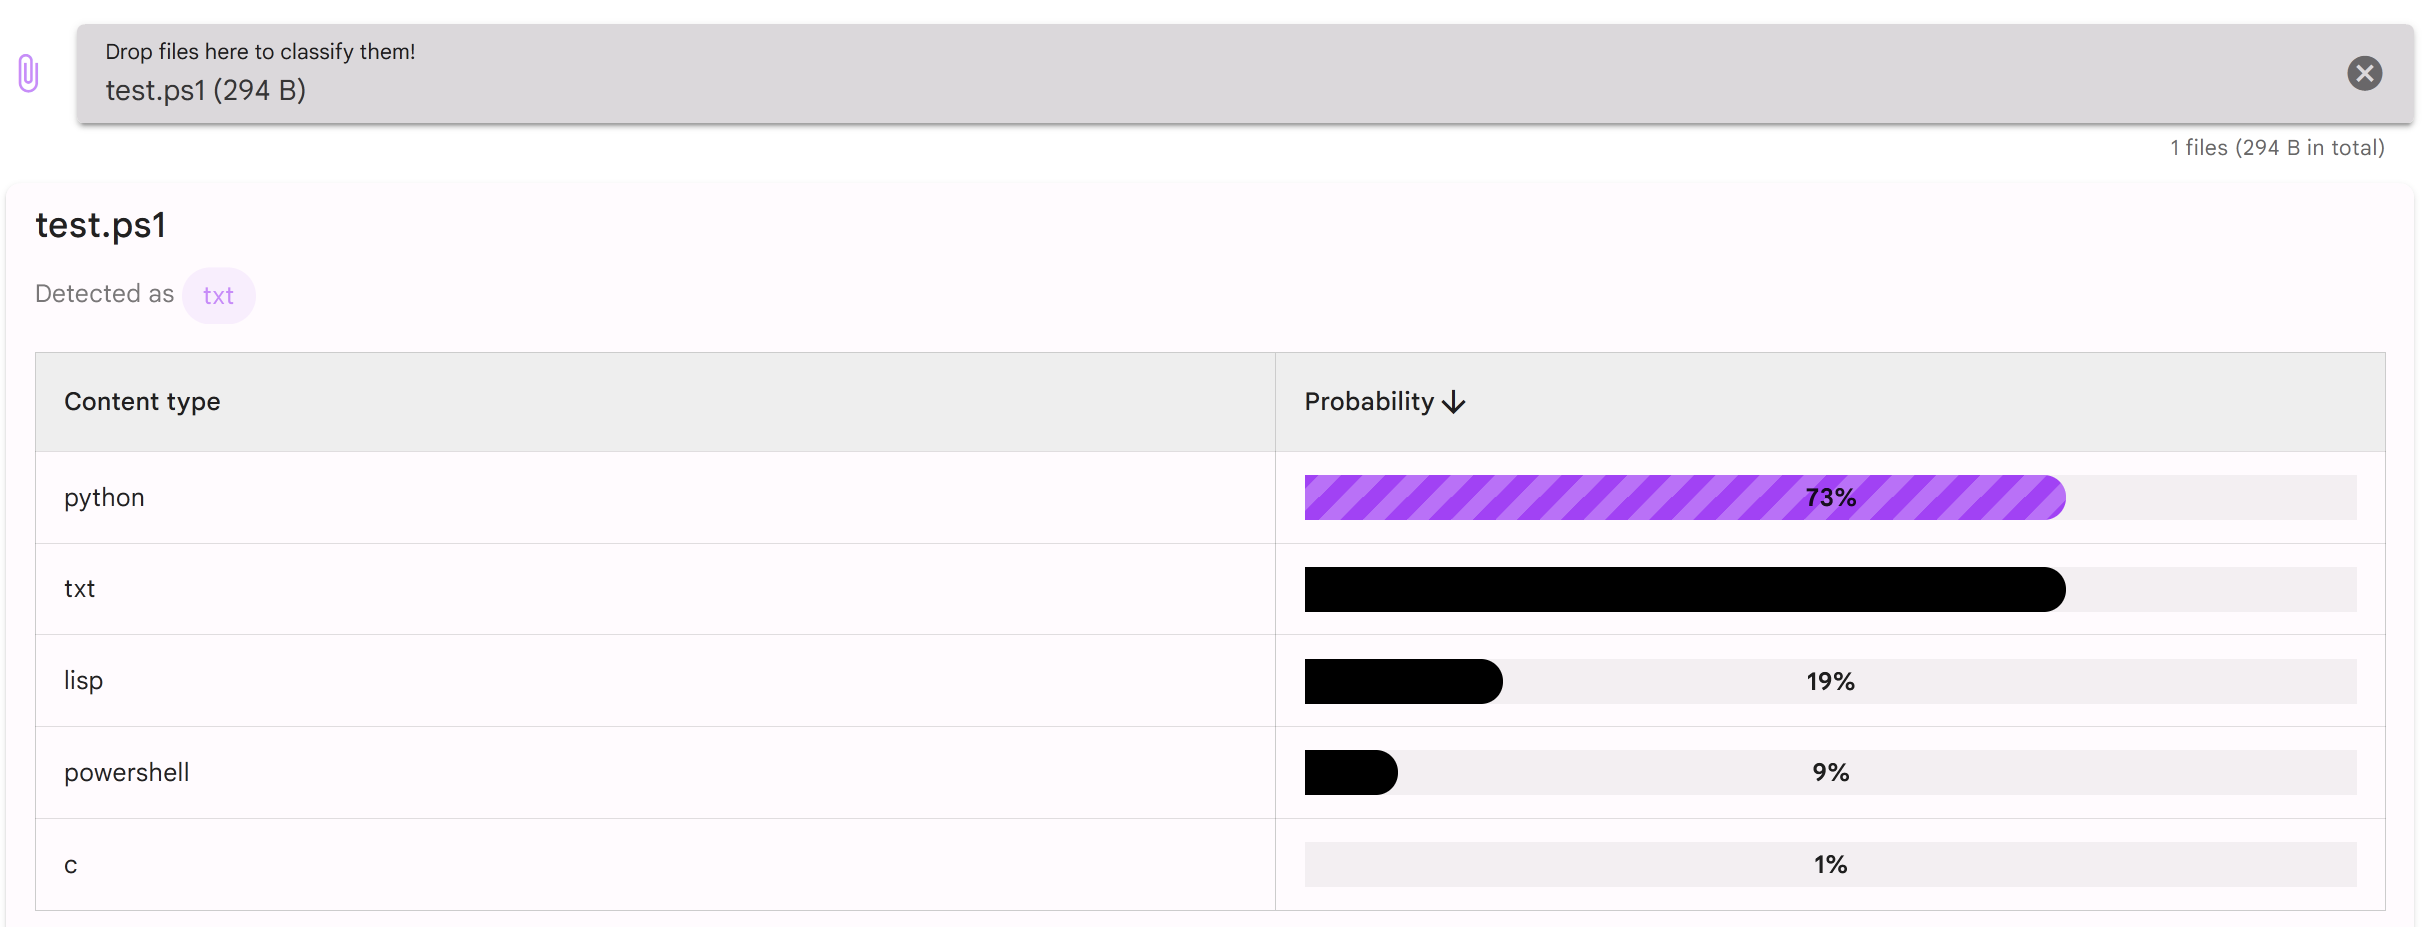 Drop files here to classify them!
test.ps1 (294 B)
1 files (294 B in total)
test.ps1
Detected as txt
Content type Probability
python 73%
txt
lisp 19%
powershell 9%
c 1%